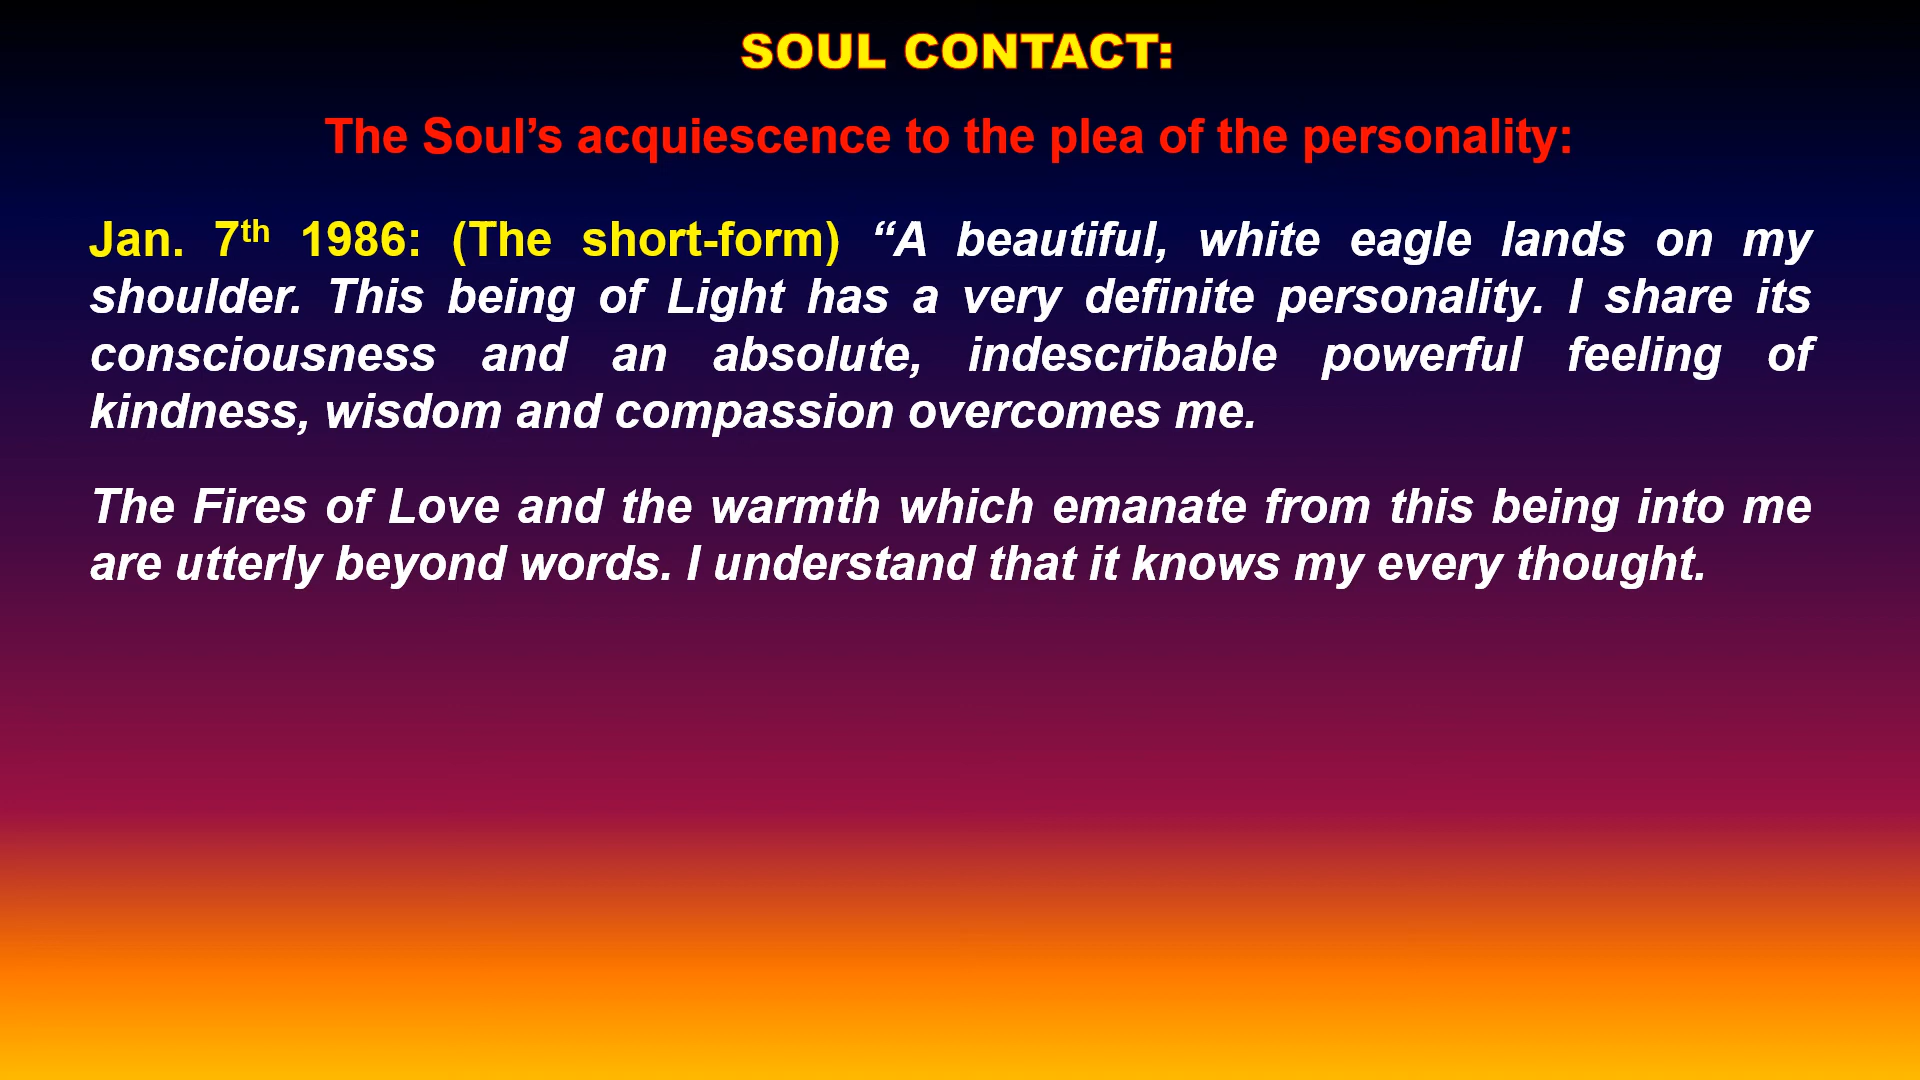 SOUL CONTACT:
The Soul’s acquiescence to the plea of the personality:
Jan. 7th 1986: (The short-form) “A beautiful, white eagle lands on my
shoulder. This being of Light has a very definite personality. I share its
consciousness and an absolute, indescribable powerful feeling of
kindness, wisdom and compassion overcomes me.
The Fires of Love and the warmth which emanate from this being into me
are utterly beyond words. I understand that it knows my every thought.